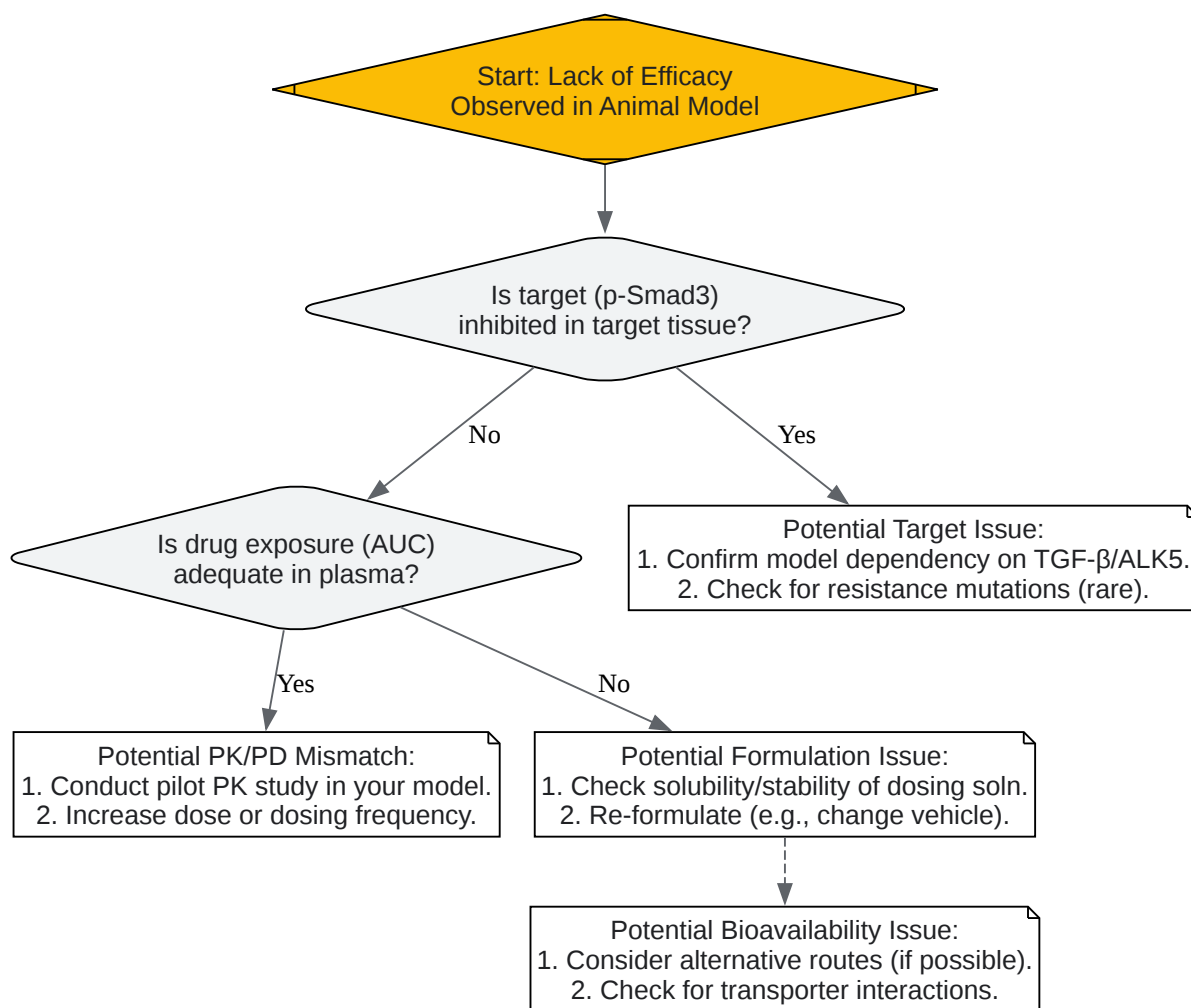 Start: Lack of Efficacy
Observed in Animal Model
Is target (p-Smad3)
inhibited in target tissue?
No
Yes
Is drug exposure (AUC)
adequate in plasma?
Potential Target Issue:
1. Confirm model dependency on TGF-β/ALK5.
2. Check for resistance mutations (rare).
Yes
No
Potential PK/PD Mismatch:
1. Conduct pilot PK study in your model.
2. Increase dose or dosing frequency.
Potential Formulation Issue:
1. Check solubility/stability of dosing soln.
2. Re-formulate (e.g., change vehicle).
Potential Bioavailability Issue:
1. Consider alternative routes (if possible).
2. Check for transporter interactions.